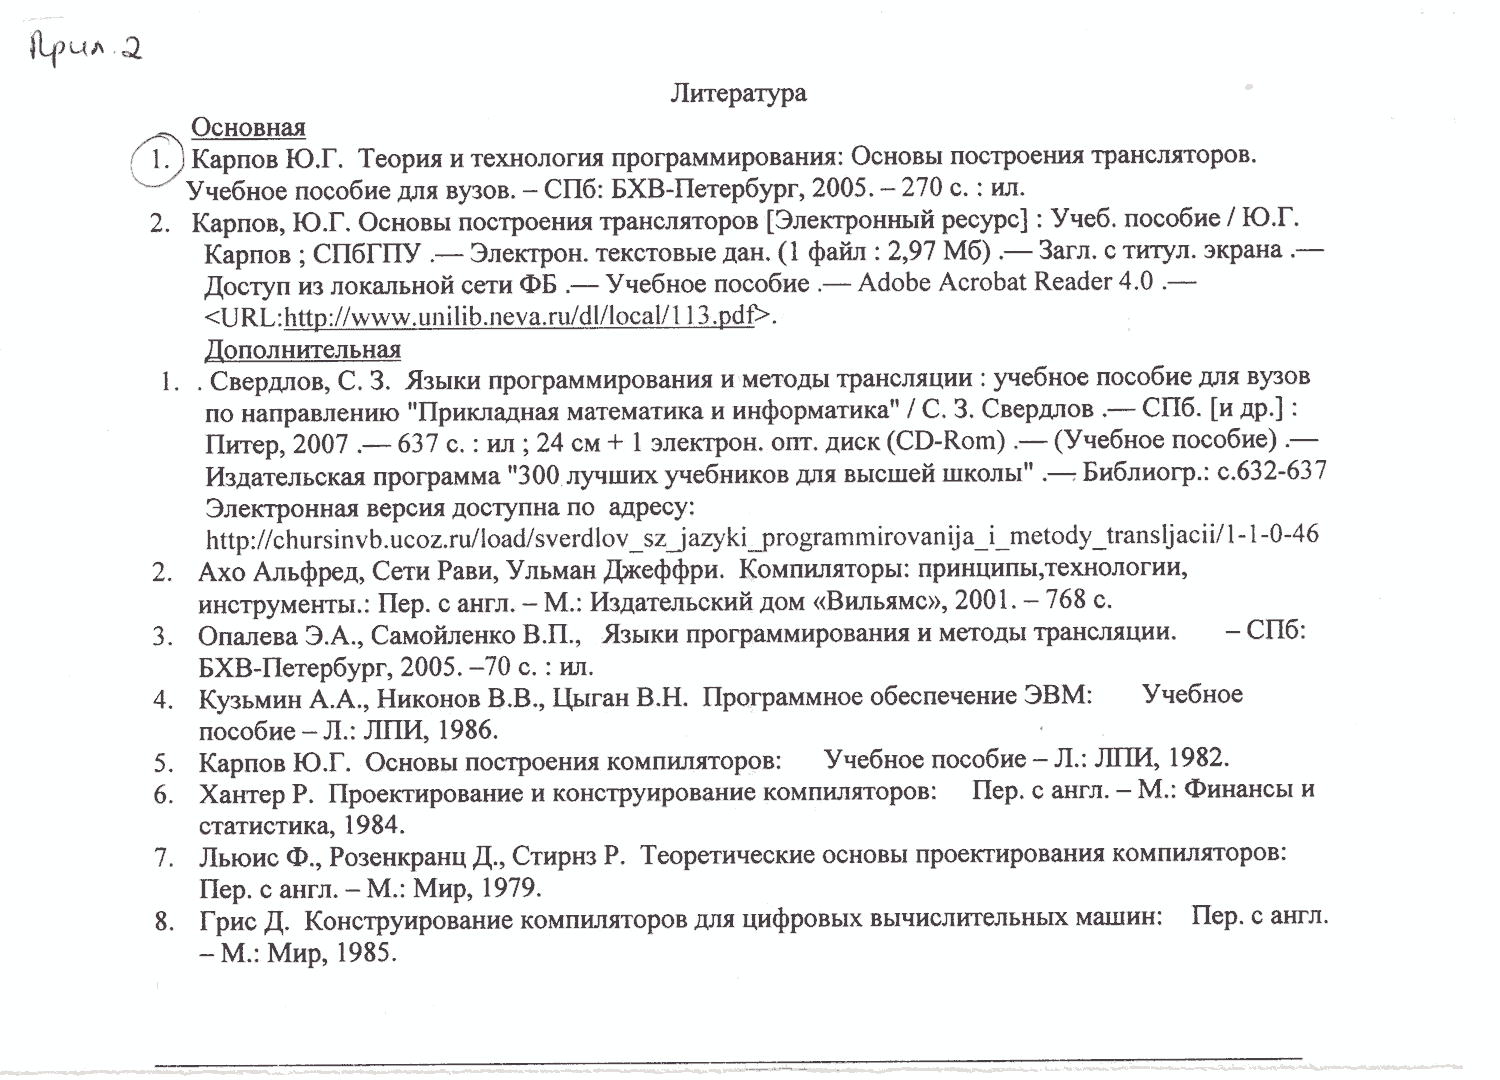 Прил. 2
Литература
Основная
1. Карпов Ю.Г. Теория и технология программирования: Основы построения трансляторов.
Учебное пособие для вузов. – СПб: БХВ-Петербург, 2005. – 270 с. : ил.
2. Карпов, Ю.Г. Основы построения трансляторов [Электронный ресурс] : Учеб. пособие / Ю.Г.
Карпов ; СПбГПУ .— Электрон. текстовые дан. (1 файл : 2,97 Мб) .— Загл. с титул. экрана .—
Доступ из локальной сети ФБ .— Учебное пособие .— Adobe Acrobat Reader 4.0 .—
<URL:http://www.unilib.neva.ru/dl/local/113.pdf>.
Дополнительная
1. . Свердлов, С. З. Языки программирования и методы трансляции : учебное пособие для вузов
по направлению "Прикладная математика и информатика" / С. З. Свердлов .— СПб. [и др.] :
Питер, 2007 .— 637 с. : ил ; 24 см + 1 электрон. опт. диск (CD-Rom) .— (Учебное пособие) .—
Издательская программа "300 лучших учебников для высшей школы" .— Библиогр.: с.632-637
Электронная версия доступна по адресу:
http://chursinvb.ucoz.ru/load/sverdlov_sz_jazyki_programmirovanija_i_metody_transljacii/1-1-0-46
2. Ахо Альфред, Сети Рави, Ульман Джеффри. Компиляторы: принципы,технологии,
инструменты.: Пер. с англ. – М.: Издательский дом «Вильямс», 2001. – 768 с.
3. Опалева Э.А., Самойленко В.П., Языки программирования и методы трансляции. – СПб:
БХВ-Петербург, 2005. –70 с. : ил.
4. Кузьмин А.А., Никонов В.В., Цыган В.Н. Программное обеспечение ЭВМ: Учебное
пособие – Л.: ЛПИ, 1986.
5. Карпов Ю.Г. Основы построения компиляторов: Учебное пособие – Л.: ЛПИ, 1982.
6. Хантер Р. Проектирование и конструирование компиляторов: Пер. с англ. – М.: Финансы и
статистика, 1984.
7. Льюис Ф., Розенкранц Д., Стирнз Р. Теоретические основы проектирования компиляторов:
Пер. с англ. – М.: Мир, 1979.
8. Грис Д. Конструирование компиляторов для цифровых вычислительных машин: Пер. с англ.
– М.: Мир, 1985.